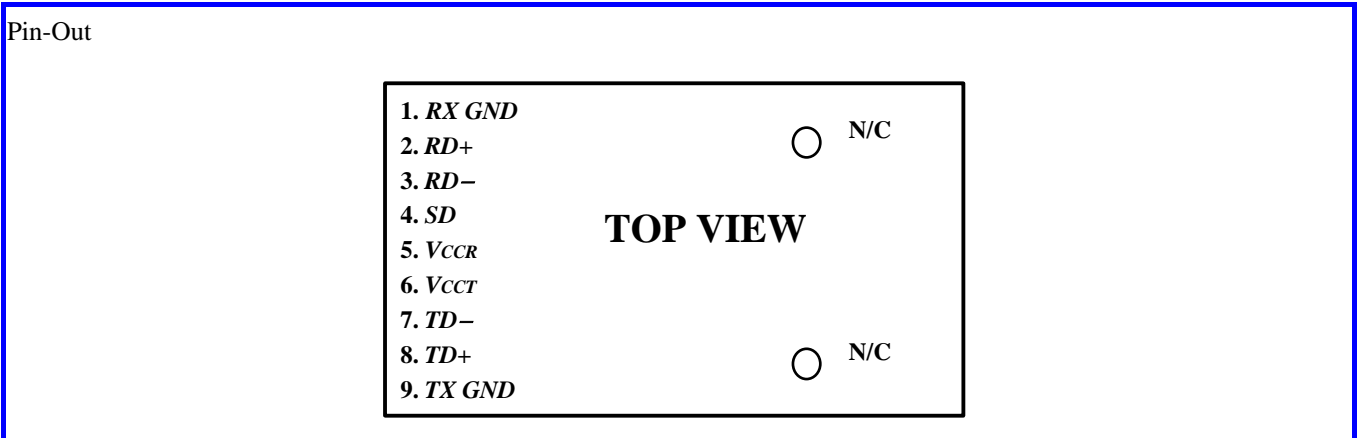 Pin-Out
1. RX GND
N/C
2. RD+
3. RD−
4. SD
TOP VIEW
5. VCCR
6. VCCT
7. TD−
8. TD+
N/C
9. TX GND